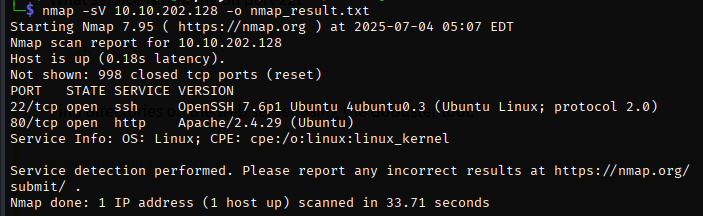 └─$ nmap -sV 10.10.202.128 -o nmap_result.txt
Starting Nmap 7.95 ( https://nmap.org ) at 2025-07-04 05:07 EDT
Nmap scan report for 10.10.202.128
Host is up (0.18s latency).
Not shown: 998 closed tcp ports (reset)
PORT   STATE SERVICE VERSION
22/tcp open  ssh     OpenSSH 7.6p1 Ubuntu 4ubuntu0.3 (Ubuntu Linux; protocol 2.0)
80/tcp open  http    Apache/2.4.29 (Ubuntu)
Service Info: OS: Linux; CPE: cpe:/o:linux:linux_kernel
Service detection performed. Please report any incorrect results at https://nmap.org/
submit/ .
Nmap done: 1 IP address (1 host up) scanned in 33.71 seconds